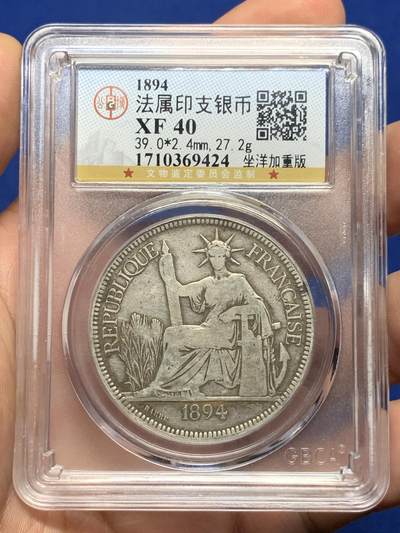 1894
法属印支银币
XF 40
39.0*2.4mm,27.2g
1710369424 坐洋加重版
★ 文物鉴定委员会监制 ★
REPUBLIQUE FRANÇAISE
1894
GBCA